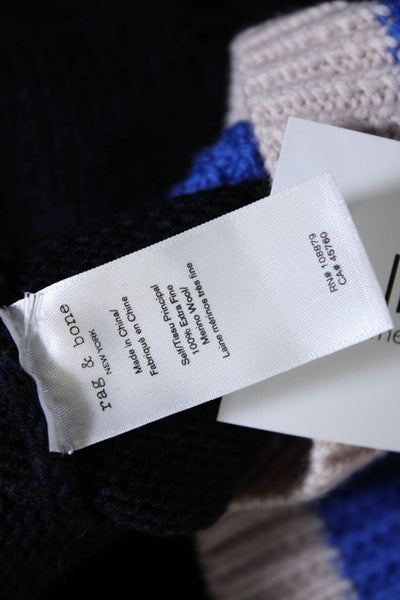 rag & bone
NEW YORK
Made in China/
Fabriqué en Chine
Self/Tissu Principal
100% Extra Fine
Merino Wool/
Laine mérinos très fine
RN# 108879
CA# 45760